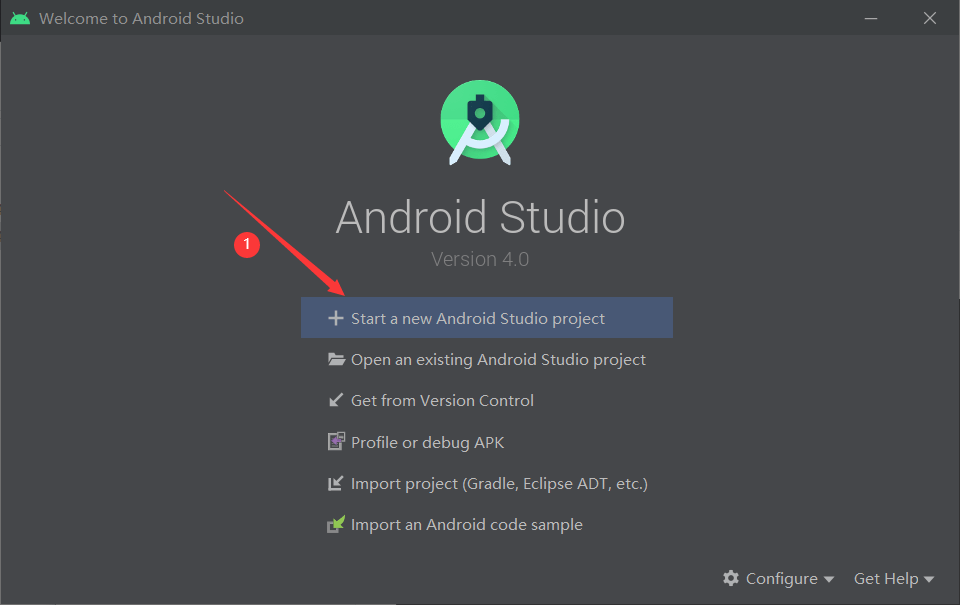 Welcome to Android Studio
Android Studio
1
Version 4.0
Start a new Android Studio project
Open an existing Android Studio project
Get from Version Control
Profile or debug APK
Import project (Gradle, Eclipse ADT, etc.)
Import an Android code sample
Configure Get Help